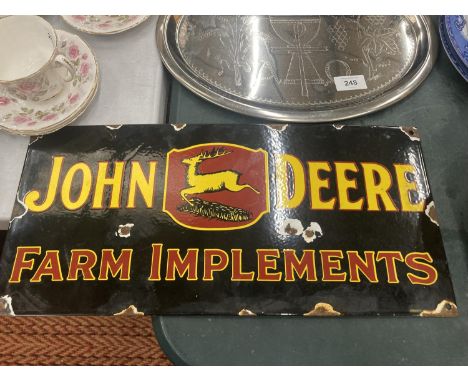 248
JOHN DEERE
FARM IMPLEMENTS